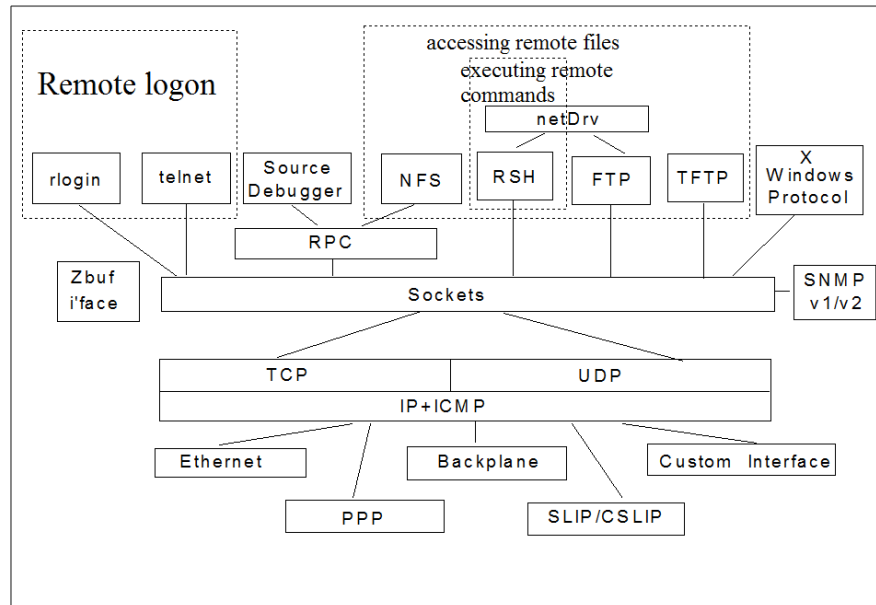 accessing remote files
executing remote
commands
Remote logon
netDrv
rlogin
telnet
Source
Debugger
NFS
RSH
FTP
TFTP
X
Windows
Protocol
RPC
Zbuf
i'face
Sockets
SNMP
v1/v2
TCP
UDP
IP+ICMP
Ethernet
Backplane
Custom Interface
PPP
SLIP/CSLIP